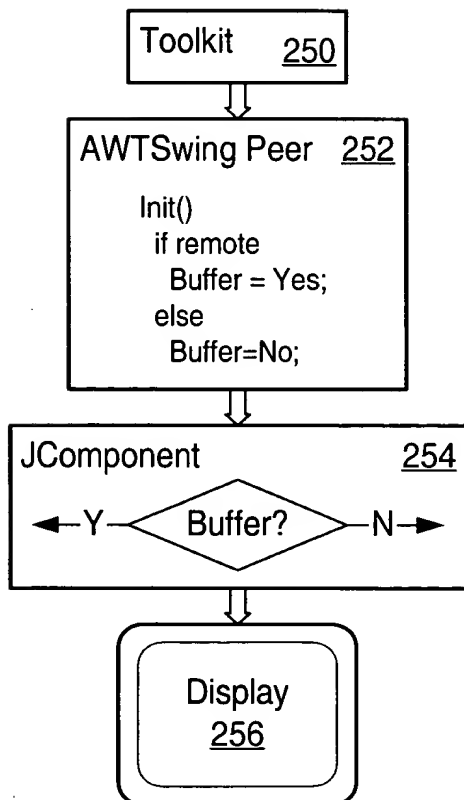 Toolkit 250
AWTSwing Peer 252
Init()
if remote
Buffer = Yes;
else
Buffer=No;
JComponent 254
Y Buffer? N
Display
256